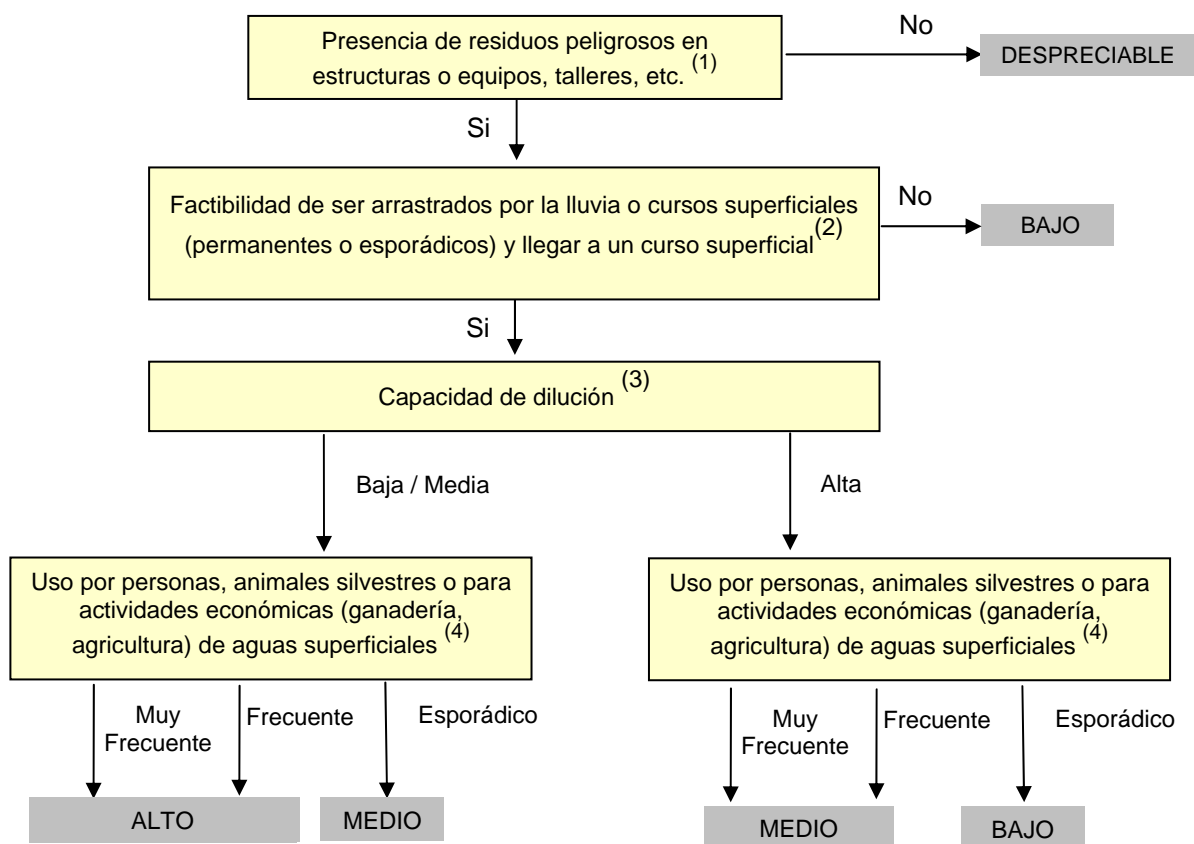 Presencia de residuos peligrosos en
estructuras o equipos, talleres, etc. (1)
No
DESPRECIABLE
Si
Factibilidad de ser arrastrados por la lluvia o cursos superficiales
(permanentes o esporádicos) y llegar a un curso superficial (2)
No
BAJO
Si
Capacidad de dilución (3)
Baja / Media
Alta
Uso por personas, animales silvestres o para
actividades económicas (ganadería,
agricultura) de aguas superficiales (4)
Uso por personas, animales silvestres o para
actividades económicas (ganadería,
agricultura) de aguas superficiales (4)
Muy
Frecuente
Frecuente
Esporádico
Muy
Frecuente
Frecuente
Esporádico
ALTO
MEDIO
MEDIO
BAJO